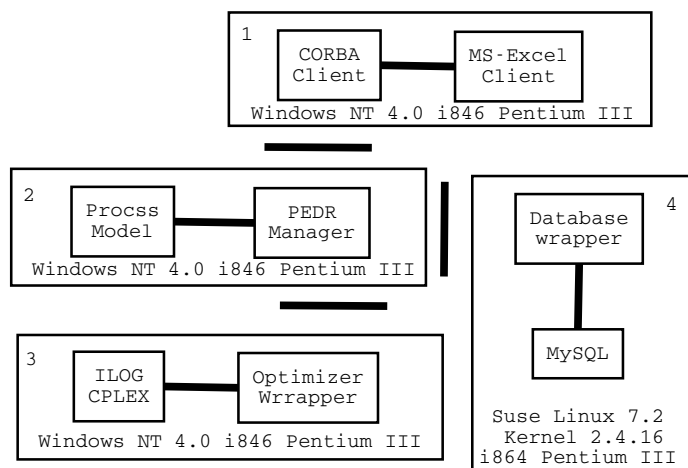 1
CORBA
Client
MS-Excel
Client
Windows NT 4.0 i846 Pentium III
2
Procss
Model
PEDR
Manager
Windows NT 4.0 i846 Pentium III
3
ILOG
CPLEX
Optimizer
Wrrapper
Windows NT 4.0 i846 Pentium III
4
Database
wrapper
MySQL
Suse Linux 7.2
Kernel 2.4.16
i864 Pentium III